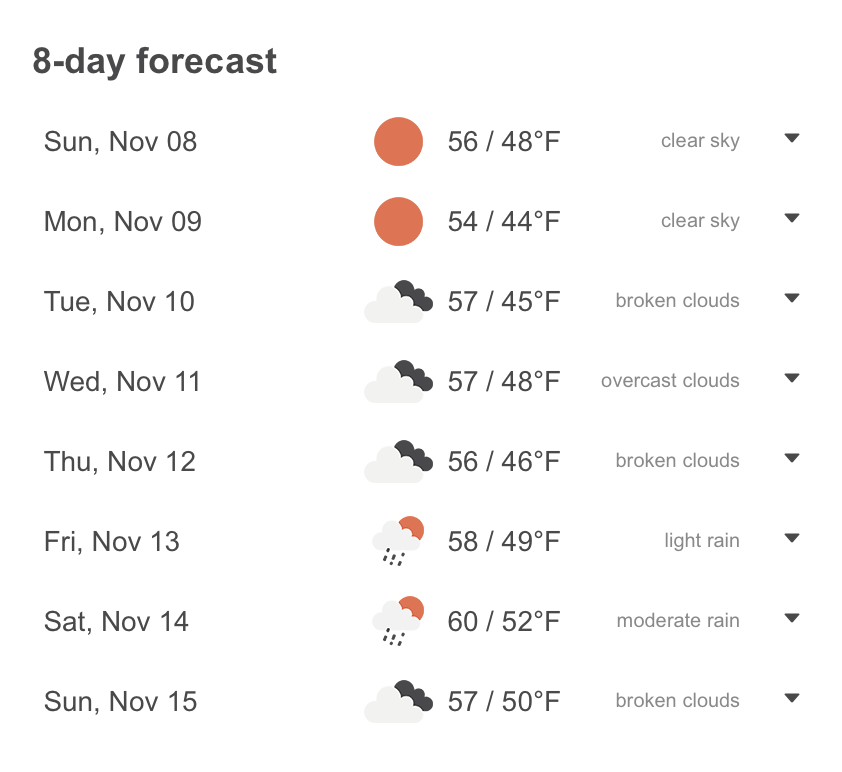 8-day forecast
Sun, Nov 08 56 / 48°F clear sky
Mon, Nov 09 54 / 44°F clear sky
Tue, Nov 10 57 / 45°F broken clouds
Wed, Nov 11 57 / 48°F overcast clouds
Thu, Nov 12 56 / 46°F broken clouds
Fri, Nov 13 58 / 49°F light rain
Sat, Nov 14 60 / 52°F moderate rain
Sun, Nov 15 57 / 50°F broken clouds